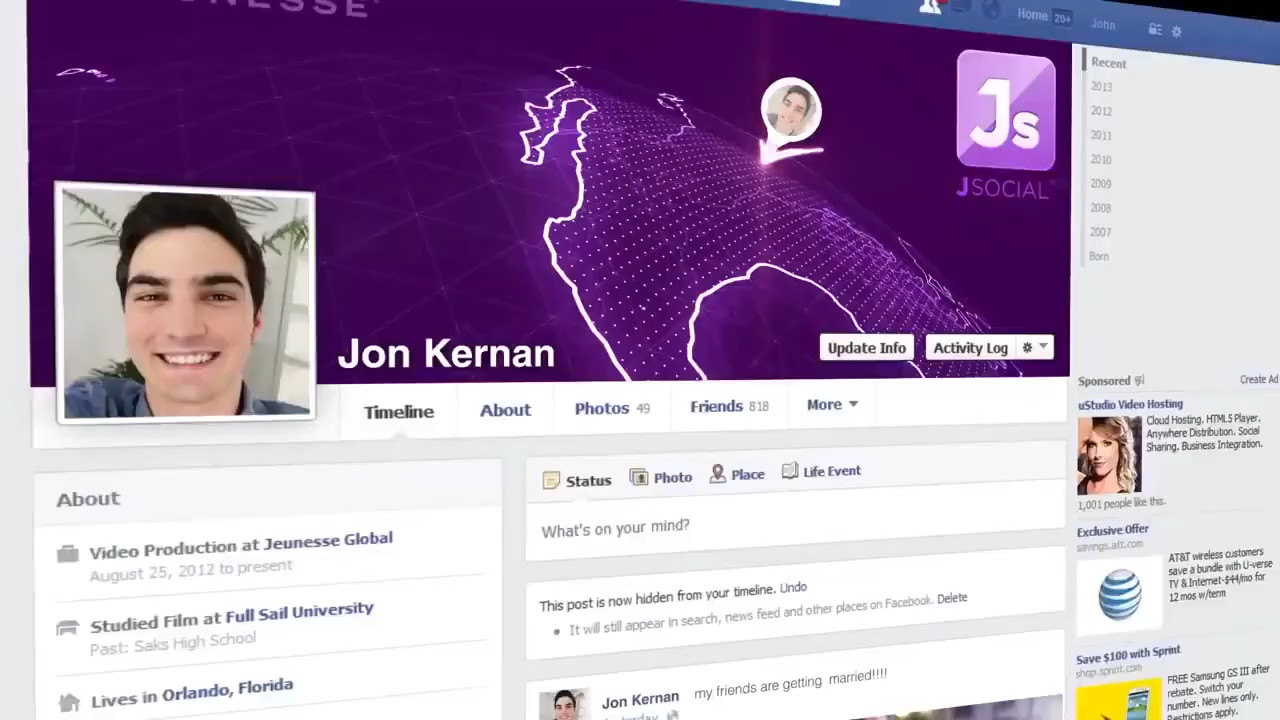 Home 20+ John
Js
JSOCIAL
Jon Kernan
Update Info
Activity Log
Timeline
About
Photos 49
Friends 818
More
About
Video Production at Jeunesse Global
August 25, 2012 to present
Studied Film at Full Sail University
Past: Saks High School
Lives in Orlando, Florida
Status
Photo
Place
Life Event
What's on your mind?
This post is now hidden from your timeline. Undo
It will still appear in search, news feed and other places on Facebook. Delete
Jon Kernan
my friends are getting married!!!!
Recent
2013
2012
2011
2010
2009
2008
2007
Born
Sponsored
Create Ad
uStudio Video Hosting
Cloud Hosting, HTML5 Player,
Anywhere Distribution. Social
Sharing, Business Integration.
1,001 people like this.
Exclusive Offer
savings.att.com
AT&T wireless customers
save a bundle with U-verse
TV & Internet-$44/mo for
12 mos w/term
Save $100 with Sprint
shop.sprint.com
FREE Samsung GS III after
rebate. Switch your
number. New lines only.
Restrictions apply.